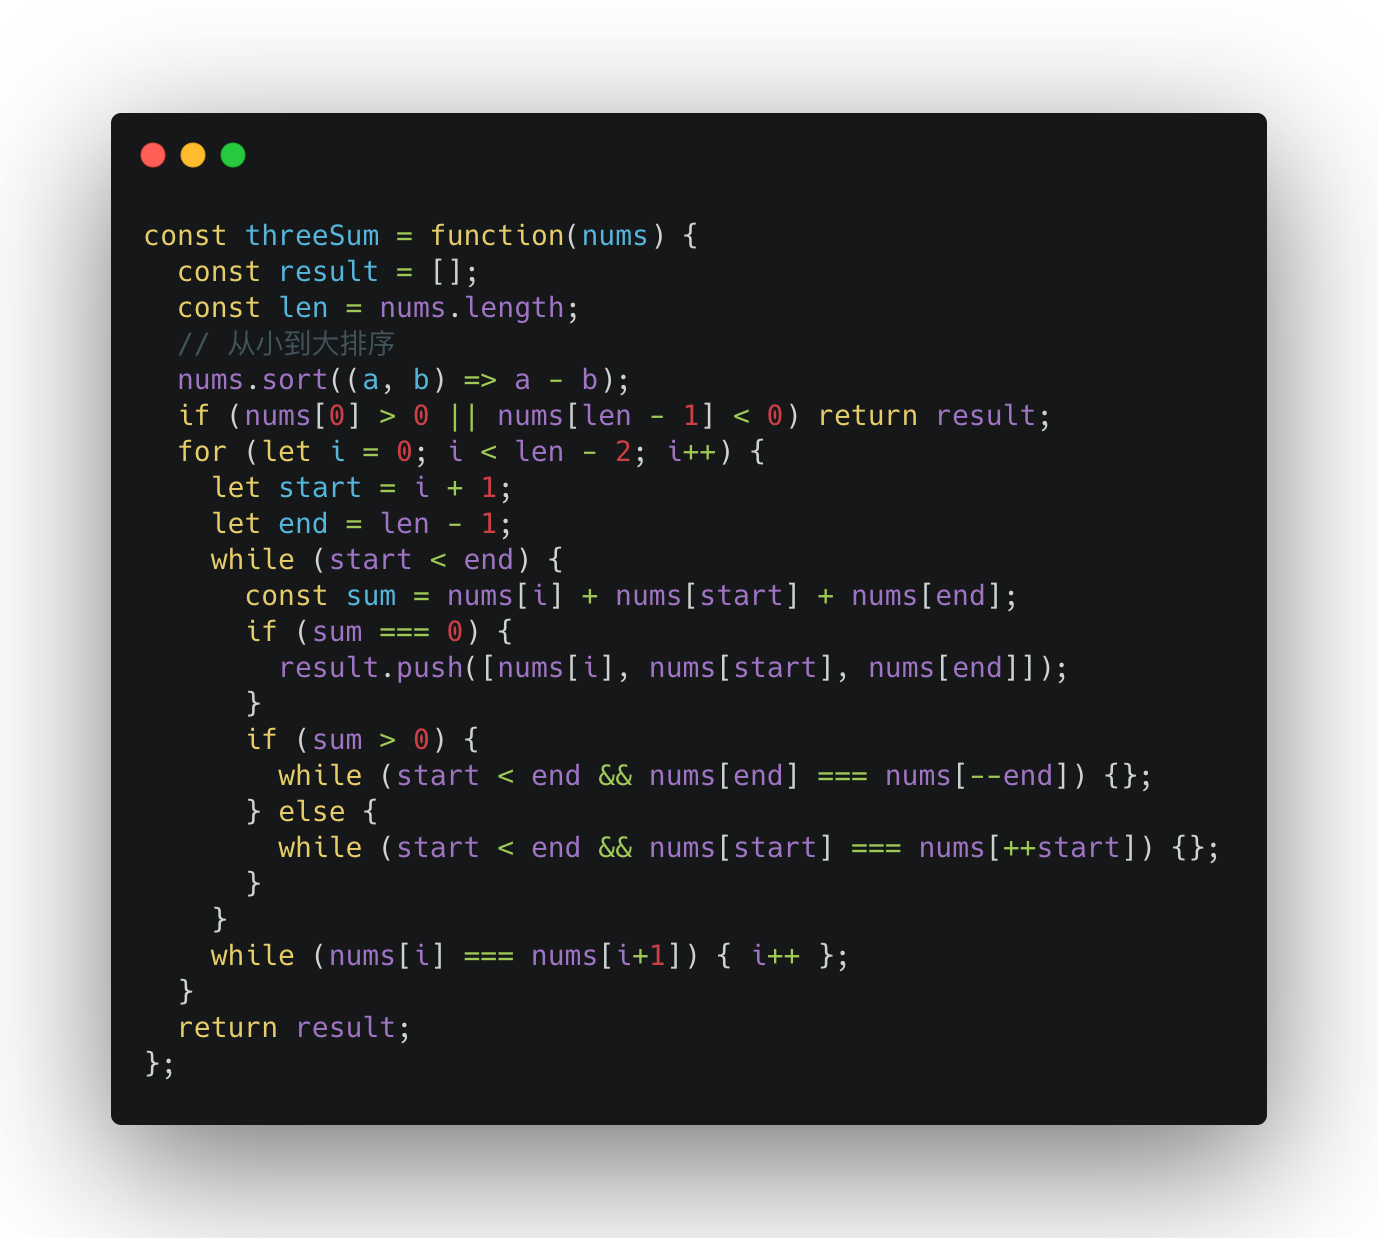 const threeSum = function(nums) {
  const result = [];
  const len = nums.length;
  // 从小到大排序
  nums.sort((a, b) => a - b);
  if (nums[0] > 0 || nums[len - 1] < 0) return result;
  for (let i = 0; i < len - 2; i++) {
    let start = i + 1;
    let end = len - 1;
    while (start < end) {
      const sum = nums[i] + nums[start] + nums[end];
      if (sum === 0) {
        result.push([nums[i], nums[start], nums[end]]);
      }
      if (sum > 0) {
        while (start < end && nums[end] === nums[--end]) {};
      } else {
        while (start < end && nums[start] === nums[++start]) {};
      }
    }
    while (nums[i] === nums[i+1]) { i++ };
  }
  return result;
};